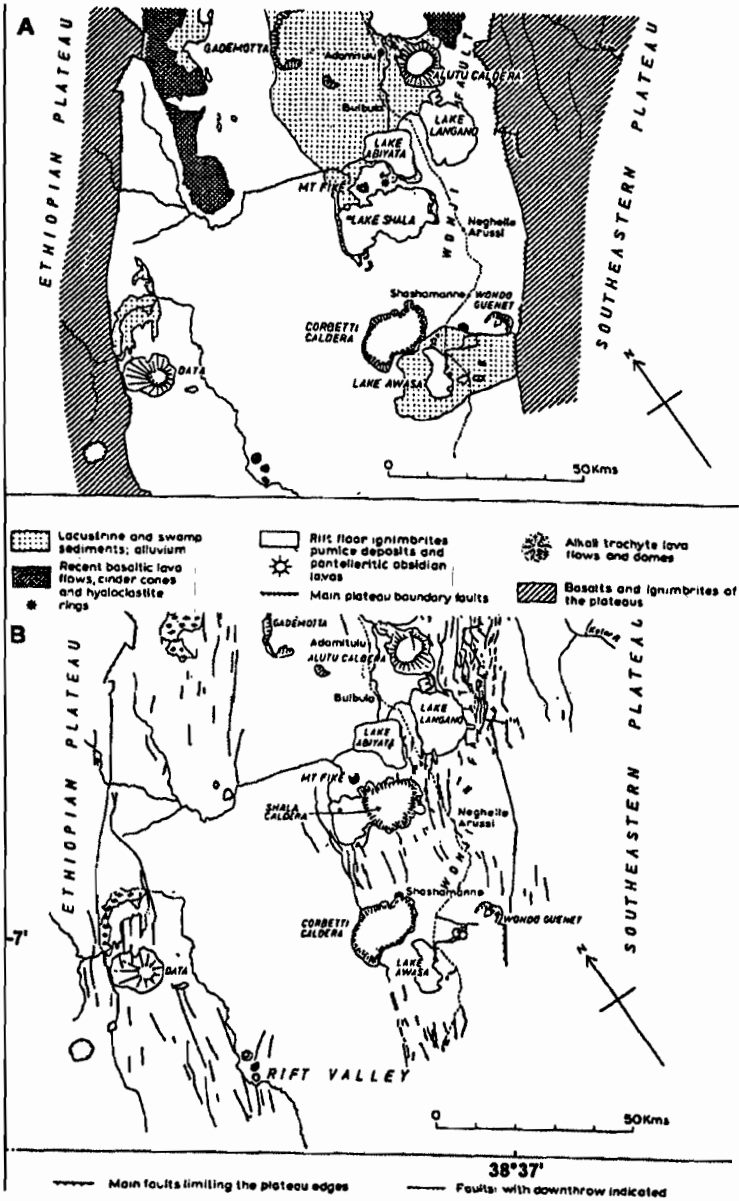 A
ETHIOPIAN PLATEAU
GADEMOTTA
Adamitulu
ALUTU CALDERA
FAULT
Bulbula
LAKE
LANGANO
LAKE
ABIYATA
MT FIKE
LAKE SHALA
WONJI
Neghelle
Arussi
SOUTHEASTERN PLATEAU
Shashamanne
WONDO
GUENET
CORBETTI
CALDERA
DATA
LAKE AWASA
N
0
50Kms
Lacustrine and swamp
sediments; alluvium
Recent basaltic lava
flows, cinder cones
and hyaloclastite
rings
Rift floor ignimbrites
pumice deposits and
pantelleritic obsidian
lavas
Main plateau boundary faults
Alkali trachyte lava
flows and domes
Basalts and ignimbrites of
the plateaus
B
ETHIOPIAN PLATEAU
GADEMOTTA
Adamitulu
ALUTU CALDERA
Bulbula
LAKE
LANGANO
LAKE
ABIYATA
MT FIKE
SHALA
CALDERA
Neghelle
Arussi
WONJI
SOUTHEASTERN PLATEAU
Shashamanne
CORBETTI
CALDERA
WONDO GUENET
7'
DATA
LAKE
AWASA
N
RIFT VALLEY
0
50Kms
38°37'
Main faults limiting the plateau edges
Faults: with downthrow indicated